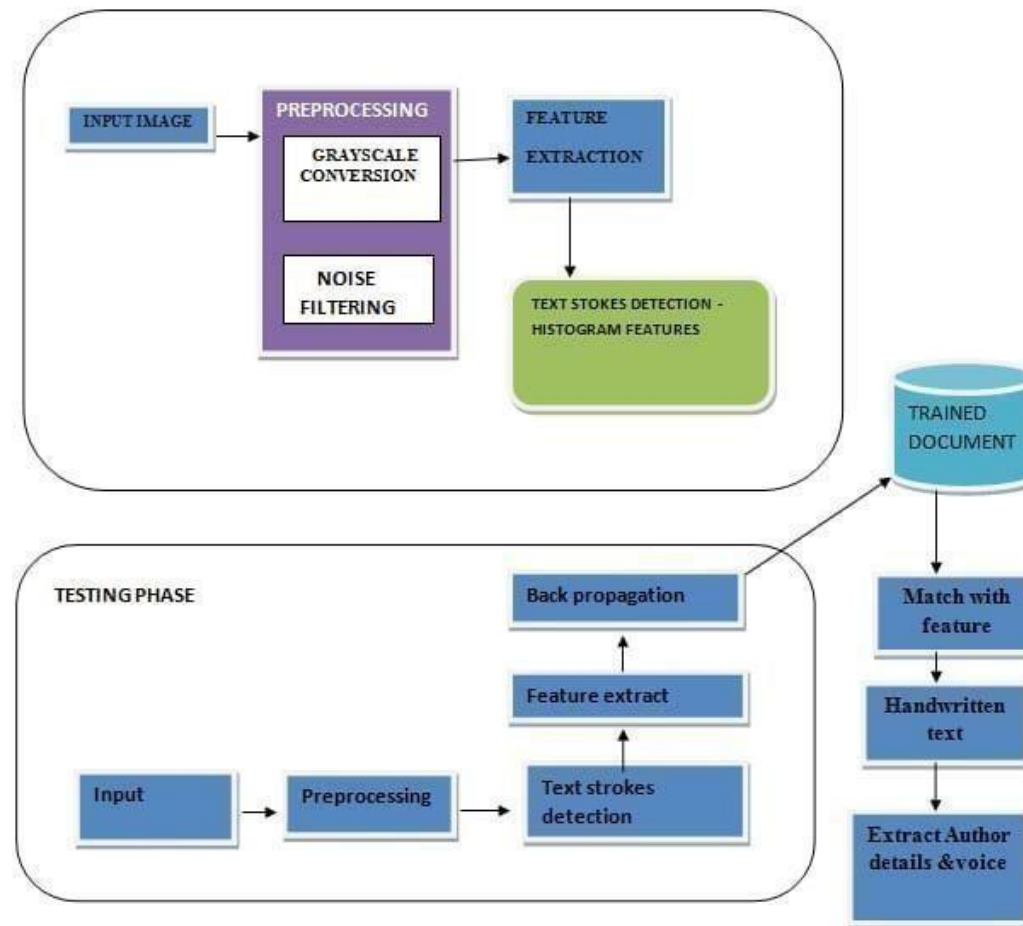 INPUT IMAGE
PREPROCESSING
GRAYSCALE
CONVERSION
NOISE
FILTERING
FEATURE
EXTRACTION
TEXT STOKES DETECTION -
HISTOGRAM FEATURES
TRAINED
DOCUMENT
TESTING PHASE
Input
Preprocessing
Text strokes
detection
Feature extract
Back propagation
Match with
feature
Handwritten
text
Extract Author
details &voice